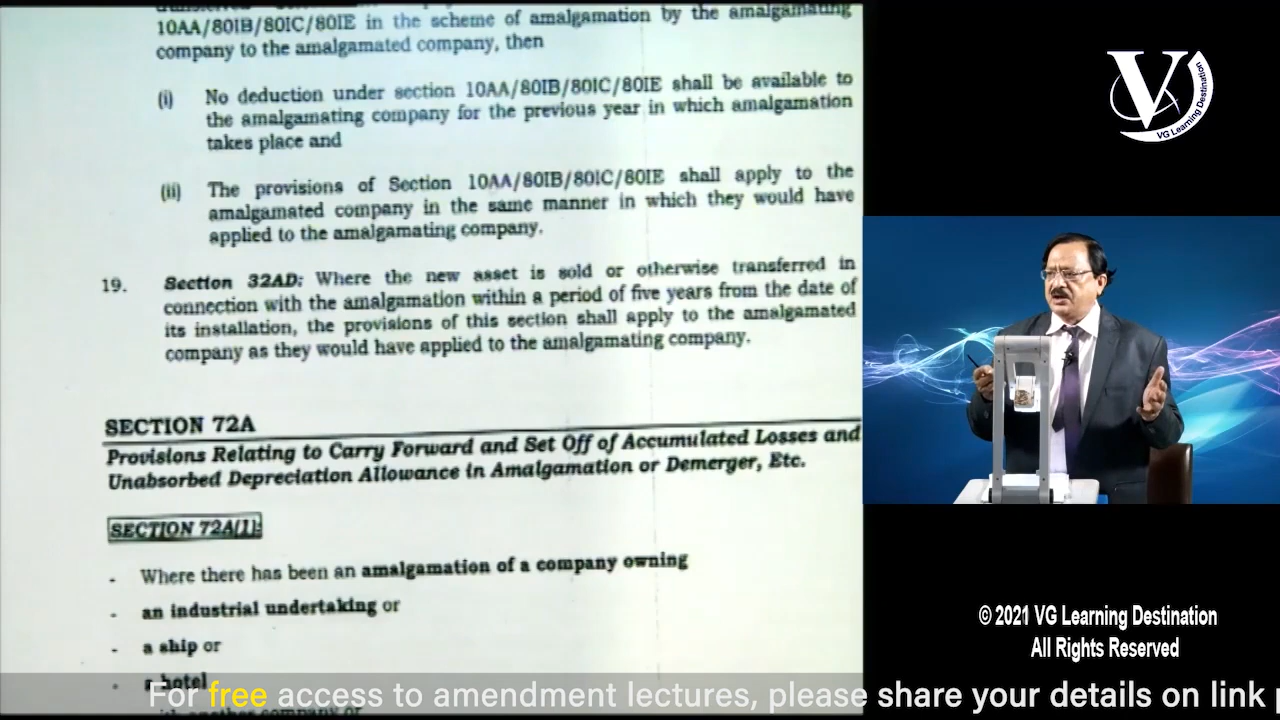 10AA/80IB/80IC/80IE in the scheme of amalgamation by the amalgamating
company to the amalgamated company, then
(i) No deduction under section 10AA/80IB/80IC/80IE shall be available to
the amalgamating company for the previous year in which amalgamation
takes place and
(ii) The provisions of Section 10AA/80IB/80IC/80IE shall apply to the
amalgamated company in the same manner in which they would have
applied to the amalgamating company.
19. Section 32AD: Where the new asset is sold or otherwise transferred in
connection with the amalgamation within a period of five years from the date of
its installation, the provisions of this section shall apply to the amalgamated
company as they would have applied to the amalgamating company.
SECTION 72A
Provisions Relating to Carry Forward and Set Off of Accumulated Losses and
Unabsorbed Depreciation Allowance in Amalgamation or Demerger, Etc.
SECTION 72A(1):
- Where there has been an amalgamation of a company owning
- an industrial undertaking or
- a ship or
- a hotel
with another company or
V
VG Learning Destination
© 2021 VG Learning Destination
All Rights Reserved
For free access to amendment lectures, please share your details on link